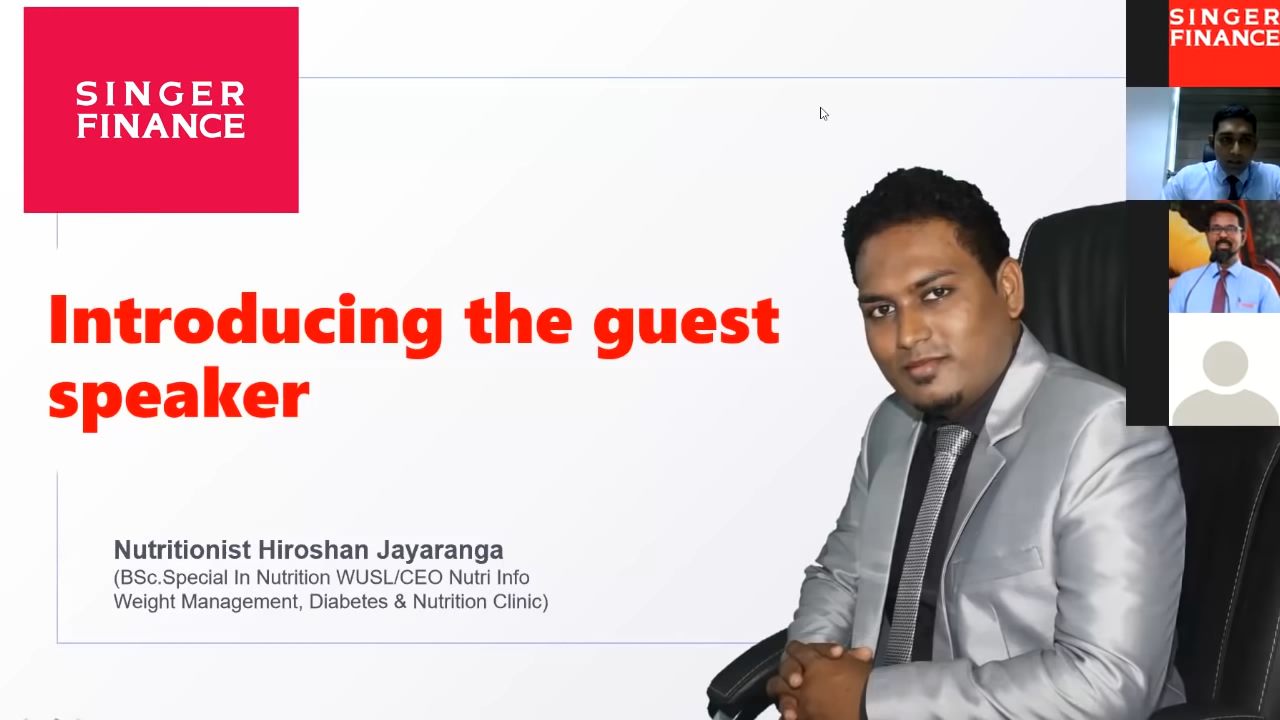 SINGER
FINANCE
Introducing the guest
speaker
Nutritionist Hiroshan Jayaranga
(BSc.Special In Nutrition WUSL/CEO Nutri Info
Weight Management, Diabetes & Nutrition Clinic)
SINGER
FINANCE